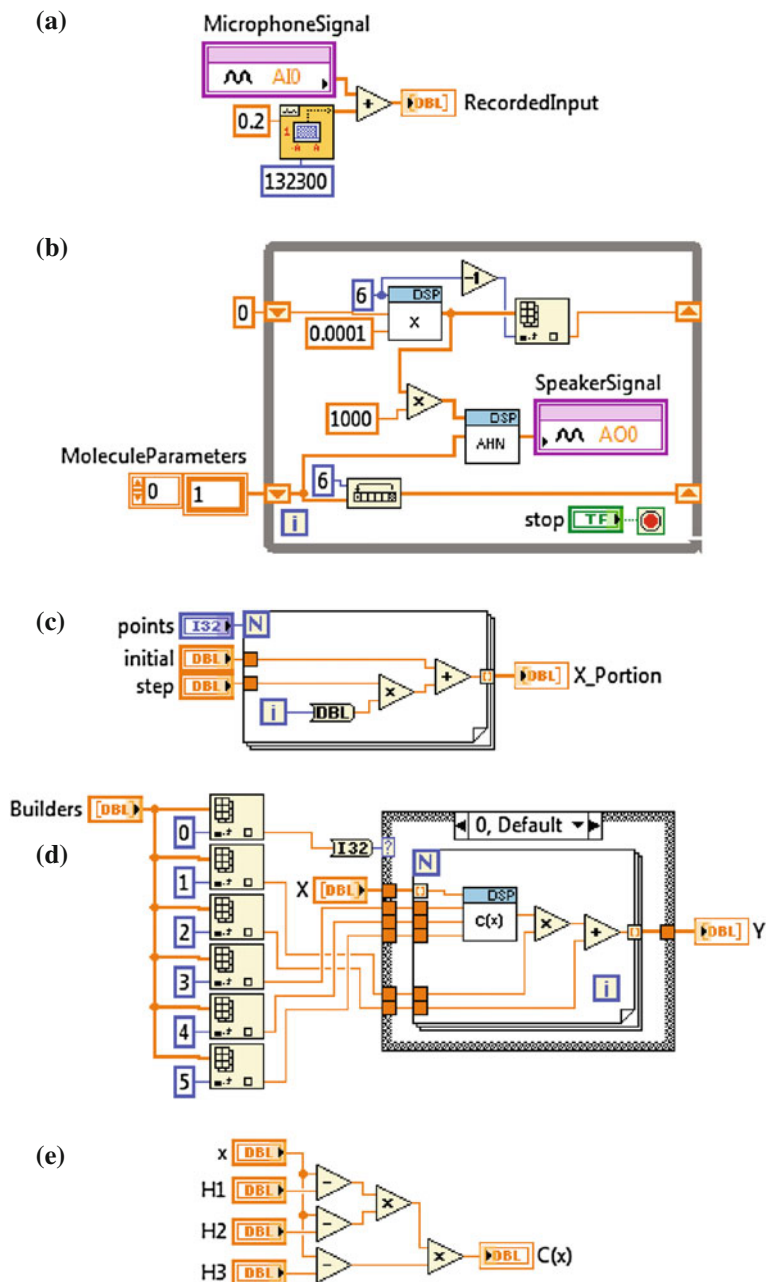 (a)
MicrophoneSignal
AI0
0.2
1
-A A
132300
+
[DBL]
RecordedInput
(b)
0
6
DSP
X
-1
0.0001
1000
x
SpeakerSignal
DSP
AHN
AO0
MoleculeParameters
0
1
6
i
stop
TF
(c)
points
I32
N
initial
DBL
step
DBL
+
x
i
DBL
[DBL]
X_Portion
Builders
[DBL]
0, Default
(d)
0
I32
?
N
1
X
[DBL]
DSP
C(x)
x
+
[DBL]
Y
2
3
i
4
5
(e)
x
DBL
H1
DBL
-
x
H2
DBL
-
x
DBL
C(x)
H3
DBL
-